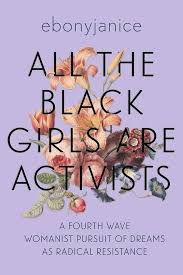 ebonyjanice
ALL THE
BLACK
GIRLS ARE
ACTIVISTS
A FOURTH WAVE
WOMANIST PURSUIT OF DREAMS
AS RADICAL RESISTANCE